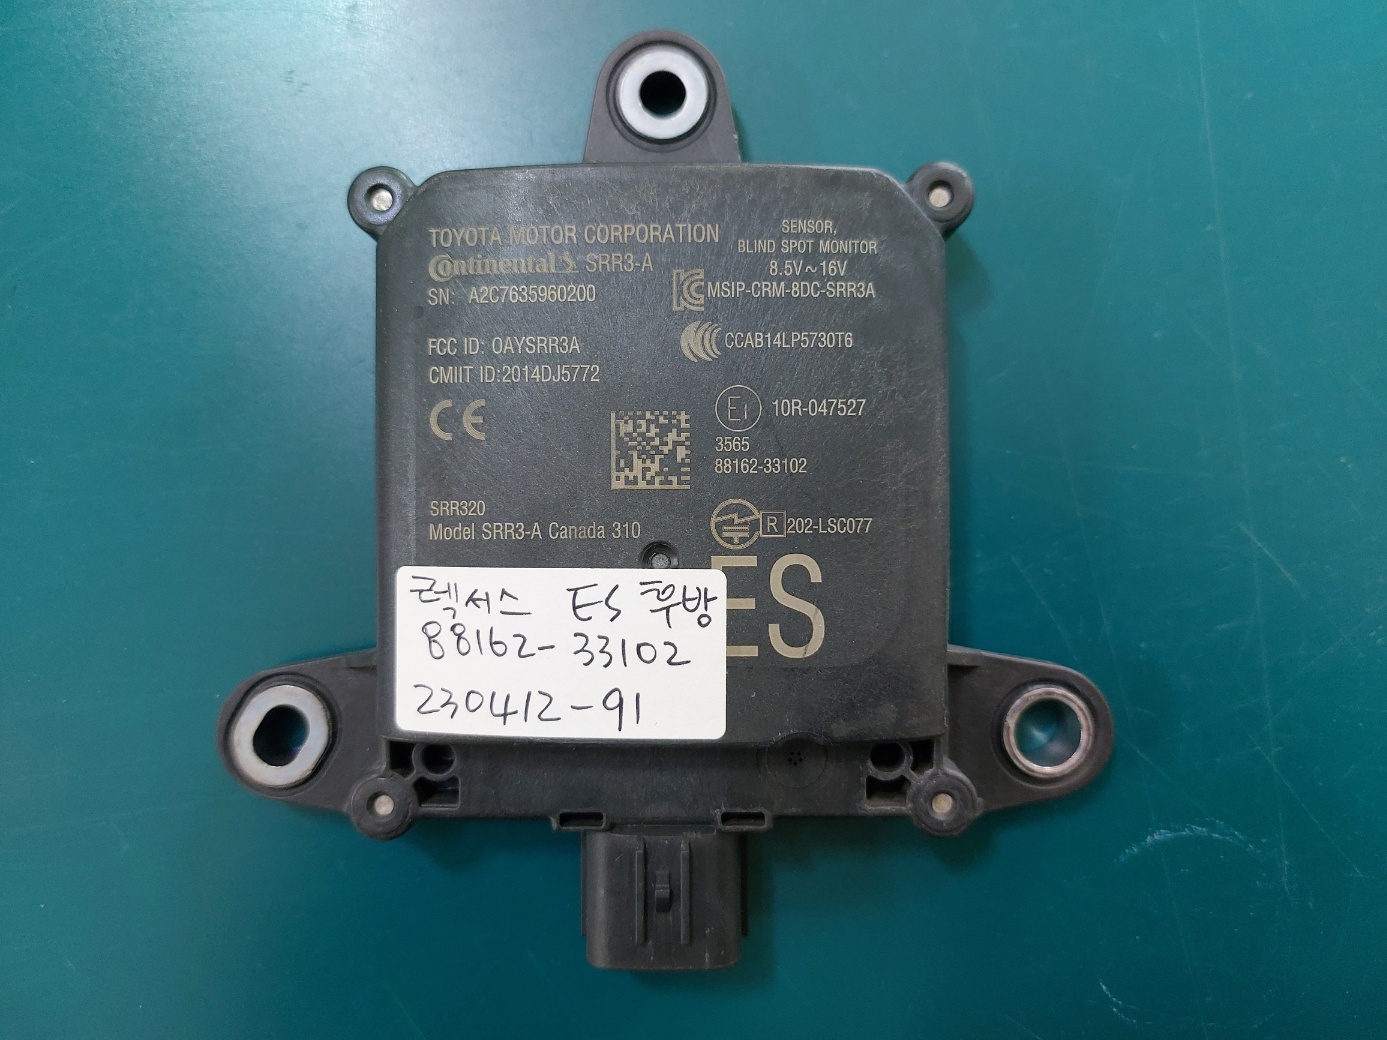 TOYOTA MOTOR CORPORATION
Continental SRR3-A
SN: A2C7635960200
SENSOR,
BLIND SPOT MONITOR
8.5V~16V
MSIP-CRM-8DC-SRR3A
CCAB14LP5730T6
FCC ID: OAYSRR3A
CMIIT ID:2014DJ5772
CE
E1 10R-047527
3565
88162-33102
SRR320
Model SRR3-A Canada 310
R 202-LSC077
ES
렉서스 ES 후방
88162-33102
230412-91